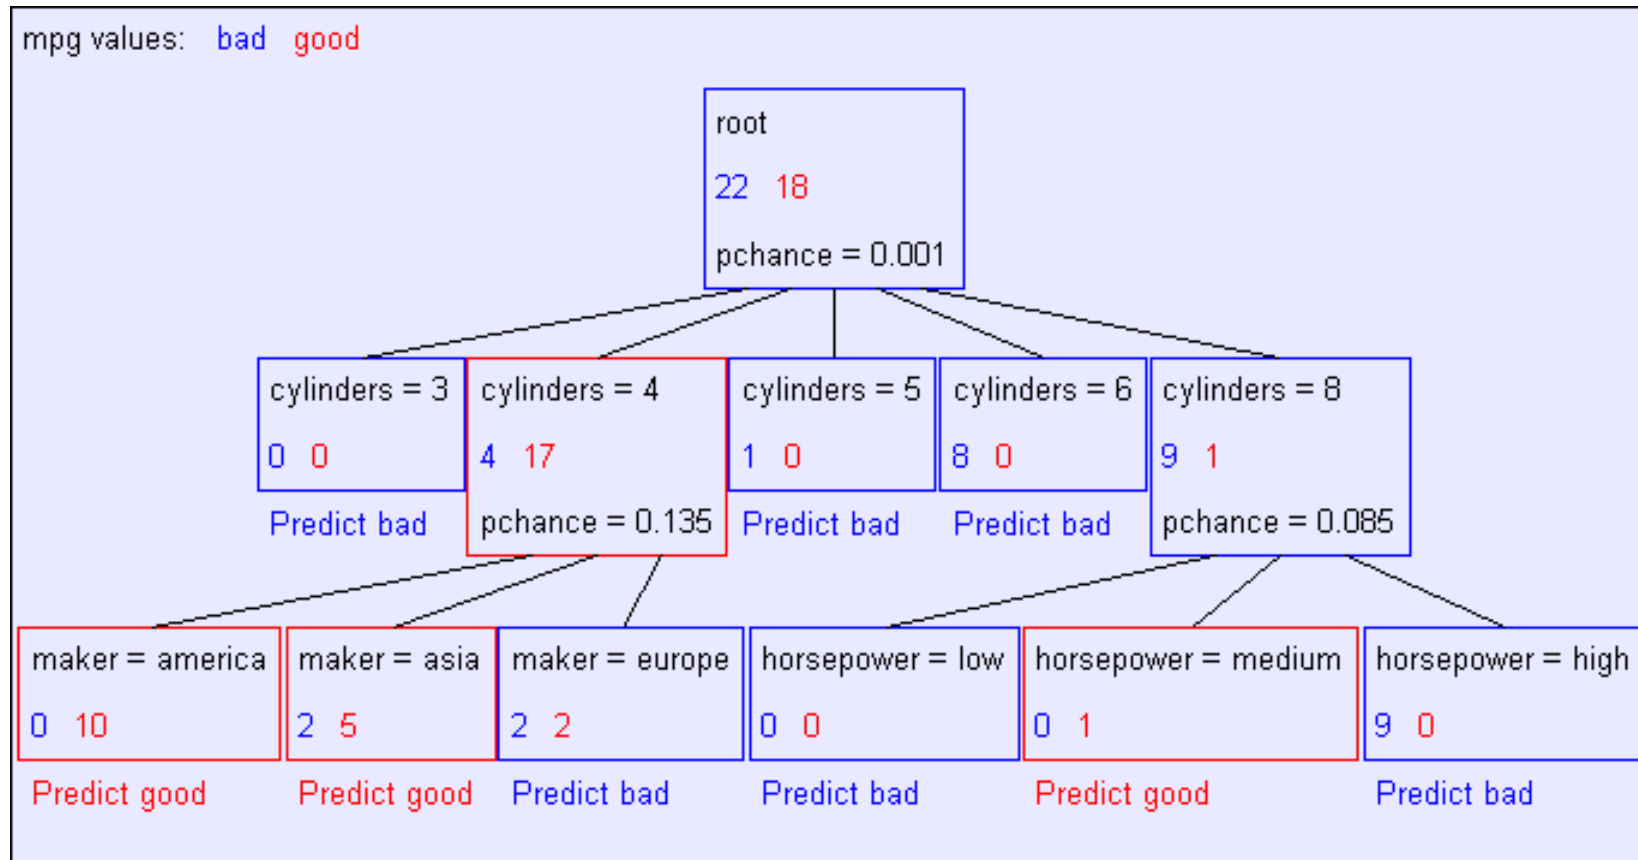 mpg values: bad good
root
22 18
pchance = 0.001
cylinders = 3
0 0
Predict bad
cylinders = 4
4 17
pchance = 0.135
cylinders = 5
1 0
Predict bad
cylinders = 6
8 0
Predict bad
cylinders = 8
9 1
pchance = 0.085
maker = america
0 10
Predict good
maker = asia
2 5
Predict good
maker = europe
2 2
Predict bad
horsepower = low
0 0
Predict bad
horsepower = medium
0 1
Predict good
horsepower = high
9 0
Predict bad